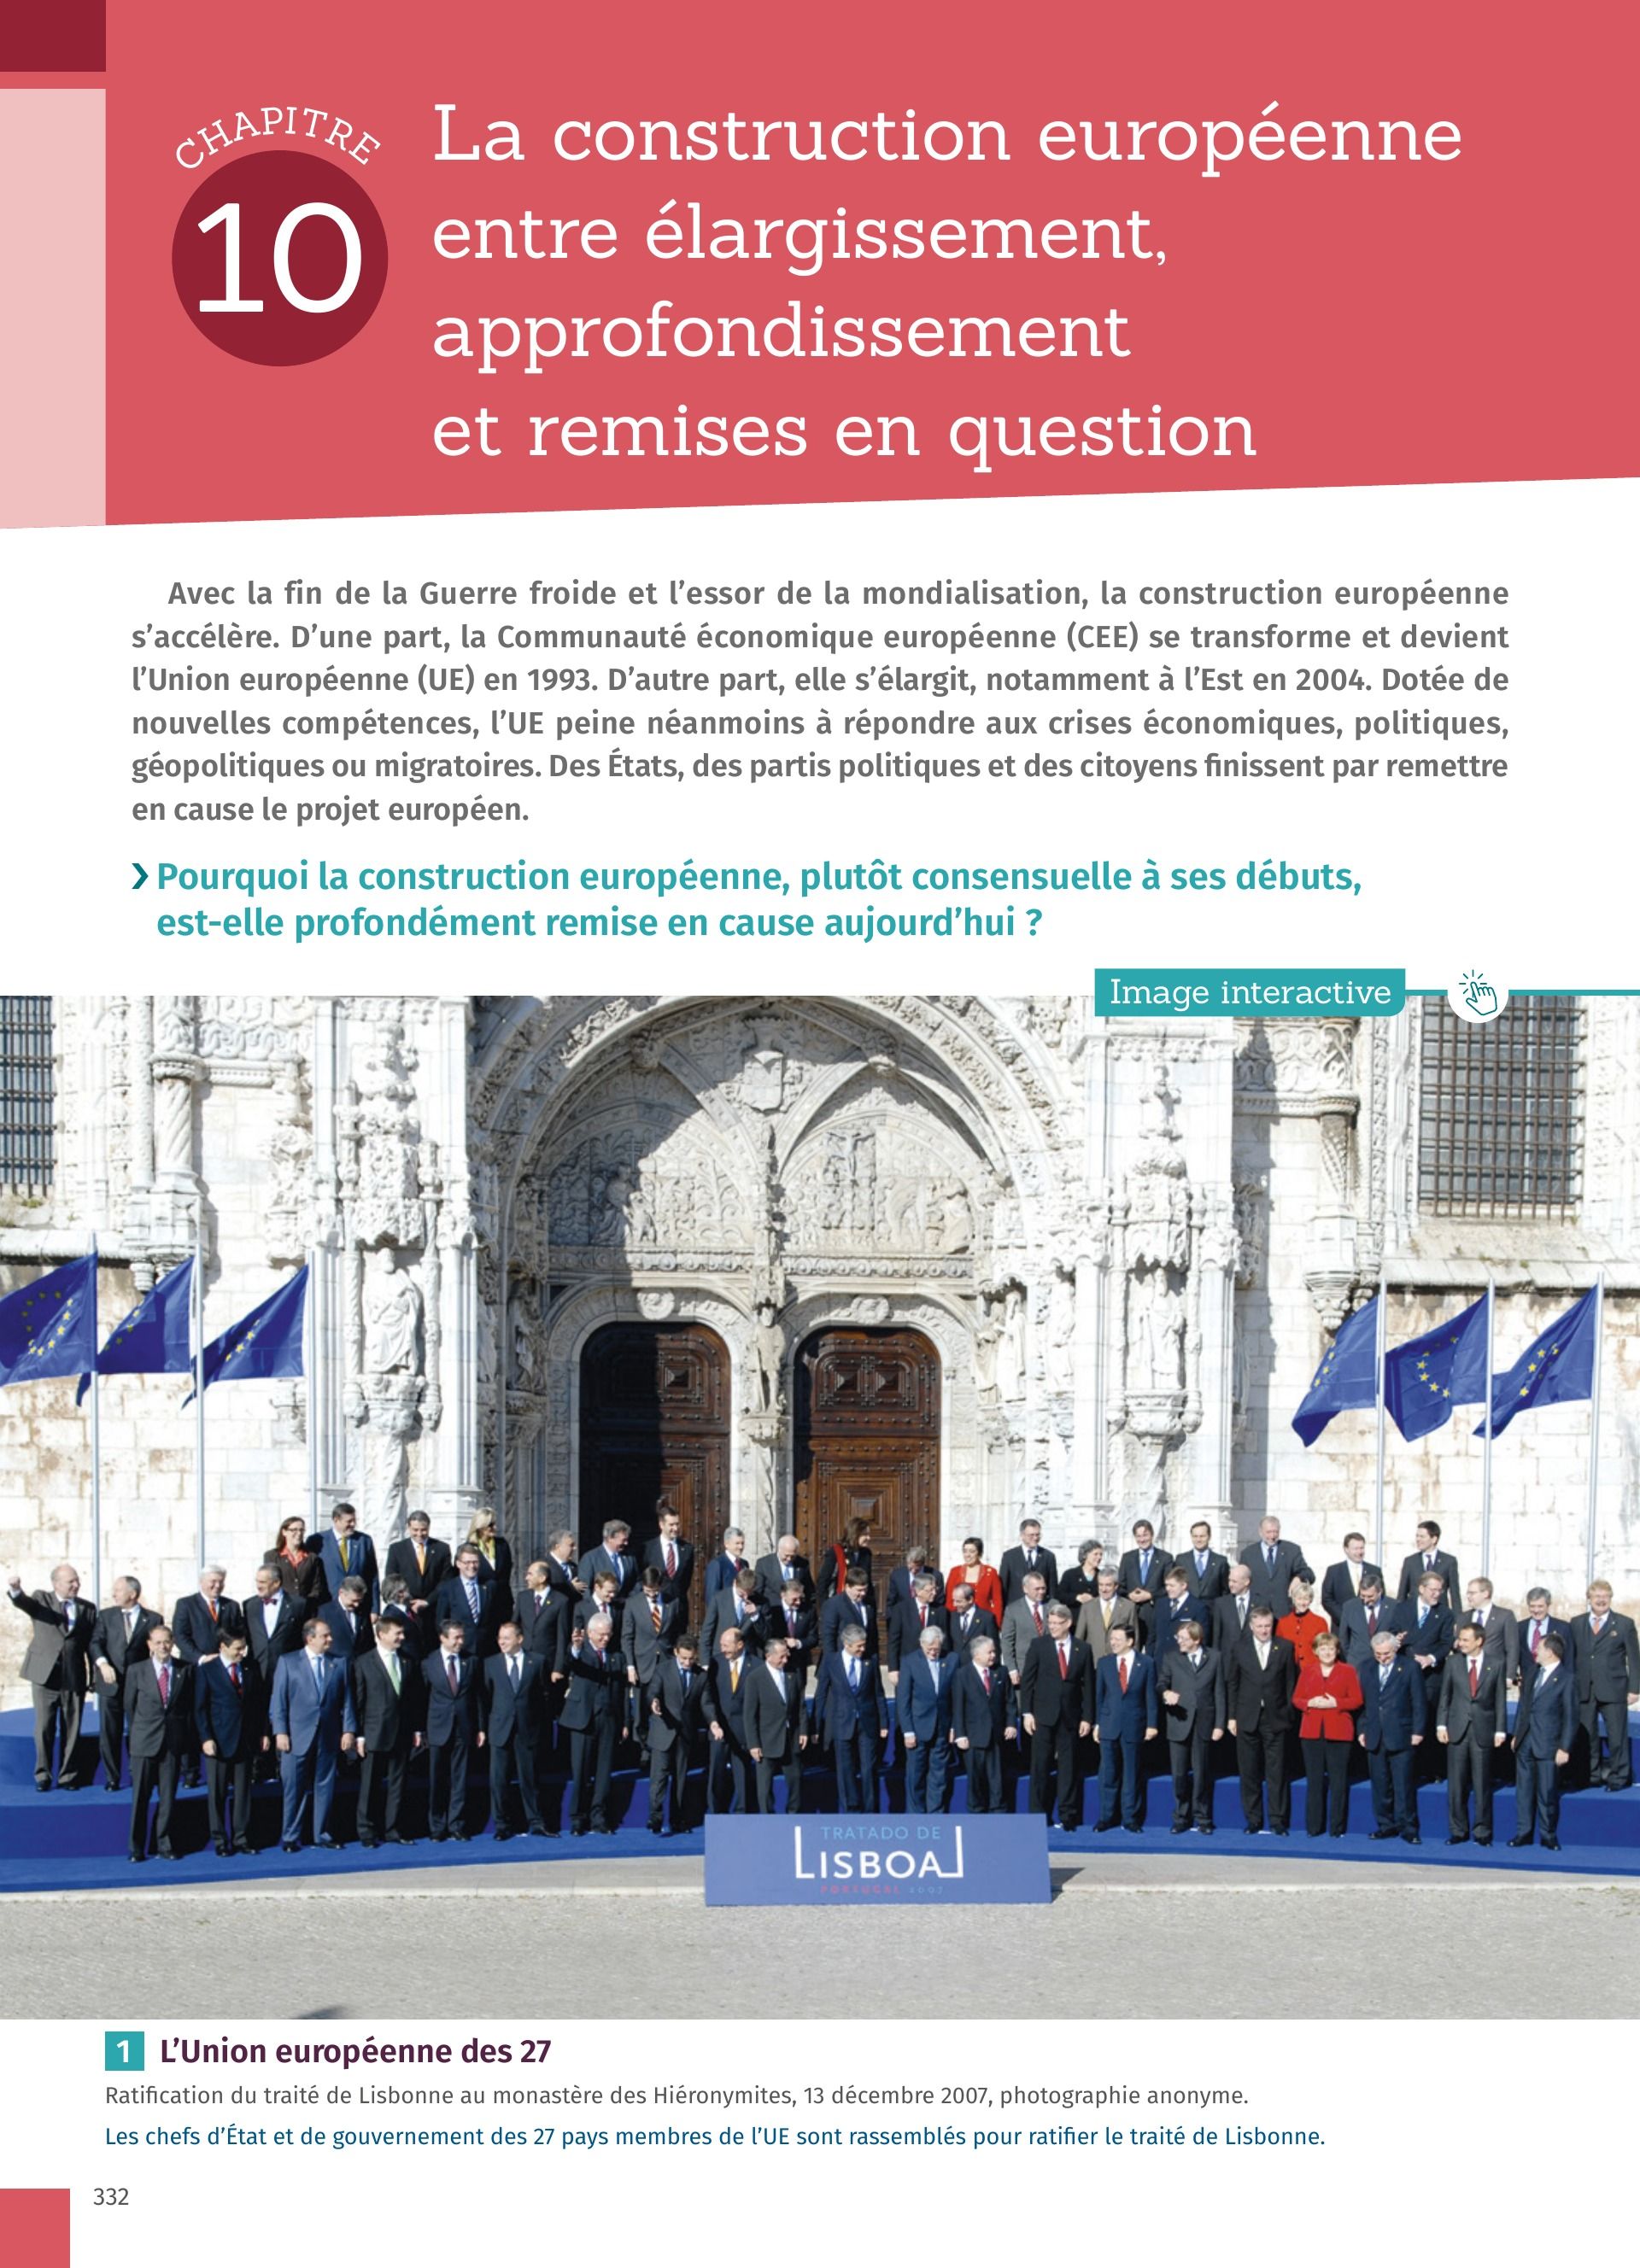 CHAPITRE
10
La construction européenne
entre élargissement,
approfondissement
et remises en question
Avec la fin de la Guerre froide et l’essor de la mondialisation, la construction européenne
s’accélère. D’une part, la Communauté économique européenne (CEE) se transforme et devient
l’Union européenne (UE) en 1993. D’autre part, elle s’élargit, notamment à l’Est en 2004. Dotée de
nouvelles compétences, l’UE peine néanmoins à répondre aux crises économiques, politiques,
géopolitiques ou migratoires. Des États, des partis politiques et des citoyens finissent par remettre
en cause le projet européen.
› Pourquoi la construction européenne, plutôt consensuelle à ses débuts,
est-elle profondément remise en cause aujourd’hui ?
Image interactive
TRATADO DE
LISBOA
PORTUGAL 2007
1 L’Union européenne des 27
Ratification du traité de Lisbonne au monastère des Hiéronymites, 13 décembre 2007, photographie anonyme.
Les chefs d’État et de gouvernement des 27 pays membres de l’UE sont rassemblés pour ratifier le traité de Lisbonne.
332